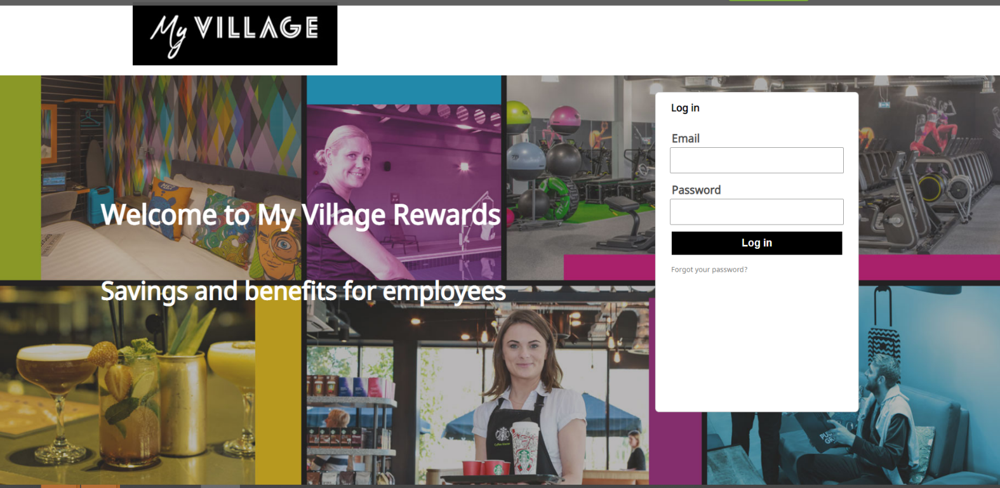 My VILLAGE
Log in
Email
Password
Log in
Forgot your password?
Welcome to My Village Rewards
Savings and benefits for employees